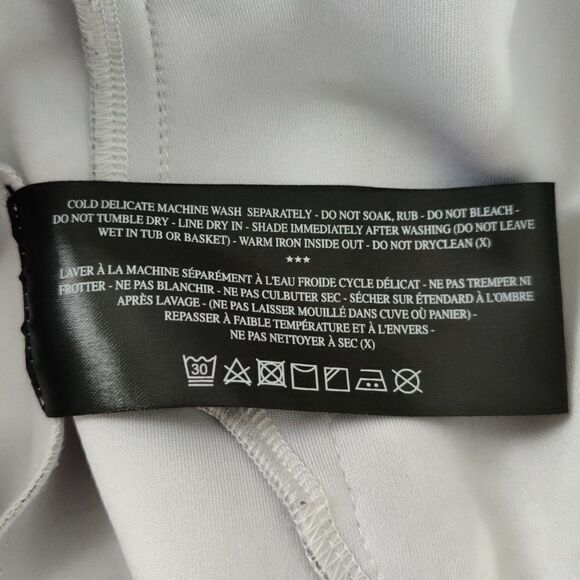 COLD DELICATE MACHINE WASH SEPARATELY - DO NOT SOAK, RUB - DO NOT BLEACH -
DO NOT TUMBLE DRY - LINE DRY IN - SHADE IMMEDIATELY AFTER WASHING (DO NOT LEAVE
WET IN TUB OR BASKET) - WARM IRON INSIDE OUT - DO NOT DRYCLEAN (X)
***
LAVER À LA MACHINE SÉPARÉMENT À L'EAU FROIDE CYCLE DÉLICAT - NE PAS TREMPER NI
FROTTER - NE PAS BLANCHIR - NE PAS CULBUTER SEC - SÉCHER SUR ÉTENDARD À L'OMBRE
APRÈS LAVAGE - (NE PAS LAISSER MOUILLÉ DANS CUVE OÙ PANIER) -
REPASSER À FAIBLE TEMPÉRATURE ET À L'ENVERS -
NE PAS NETTOYER À SEC (X)
30